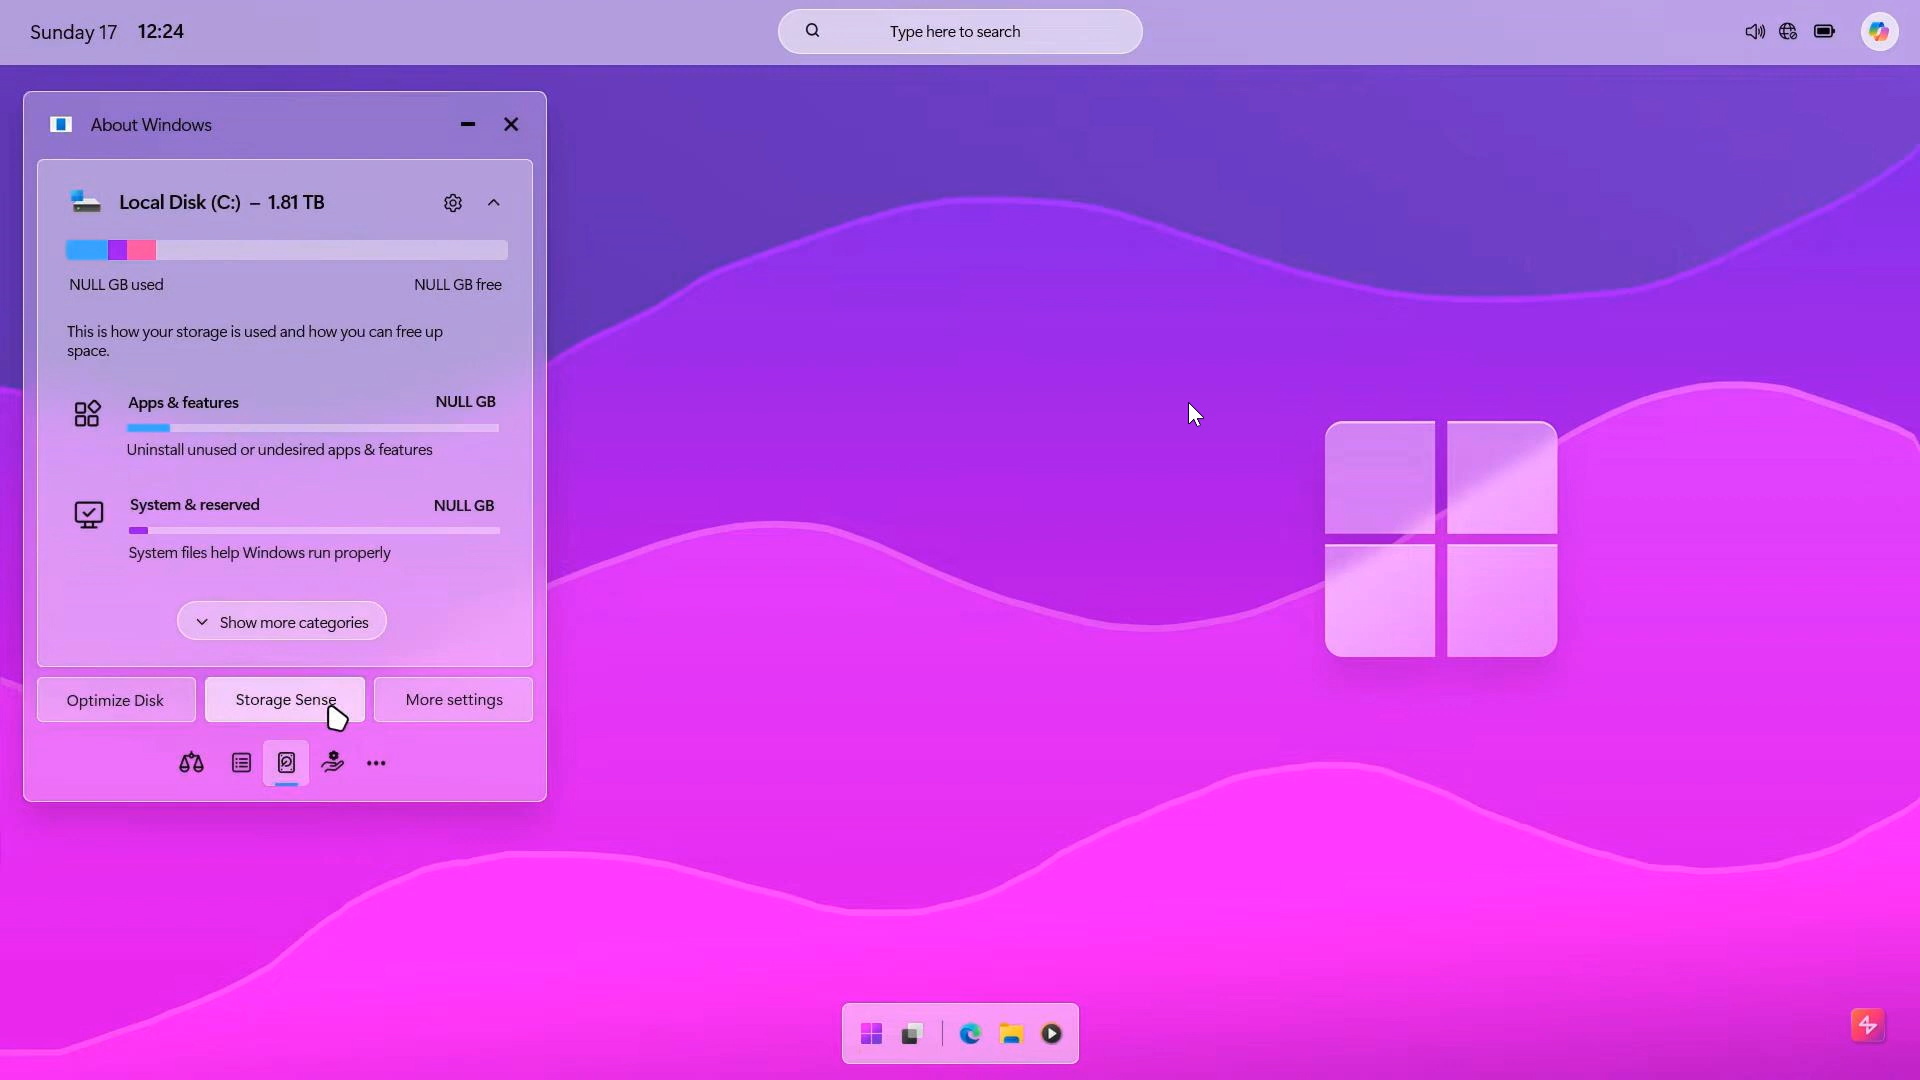 Sunday 17 12:24
Type here to search
About Windows
Local Disk (C:) – 1.81 TB
NULL GB used
NULL GB free
This is how your storage is used and how you can free up
space.
Apps & features
NULL GB
Uninstall unused or undesired apps & features
System & reserved
NULL GB
System files help Windows run properly
Show more categories
Optimize Disk
Storage Sense
More settings